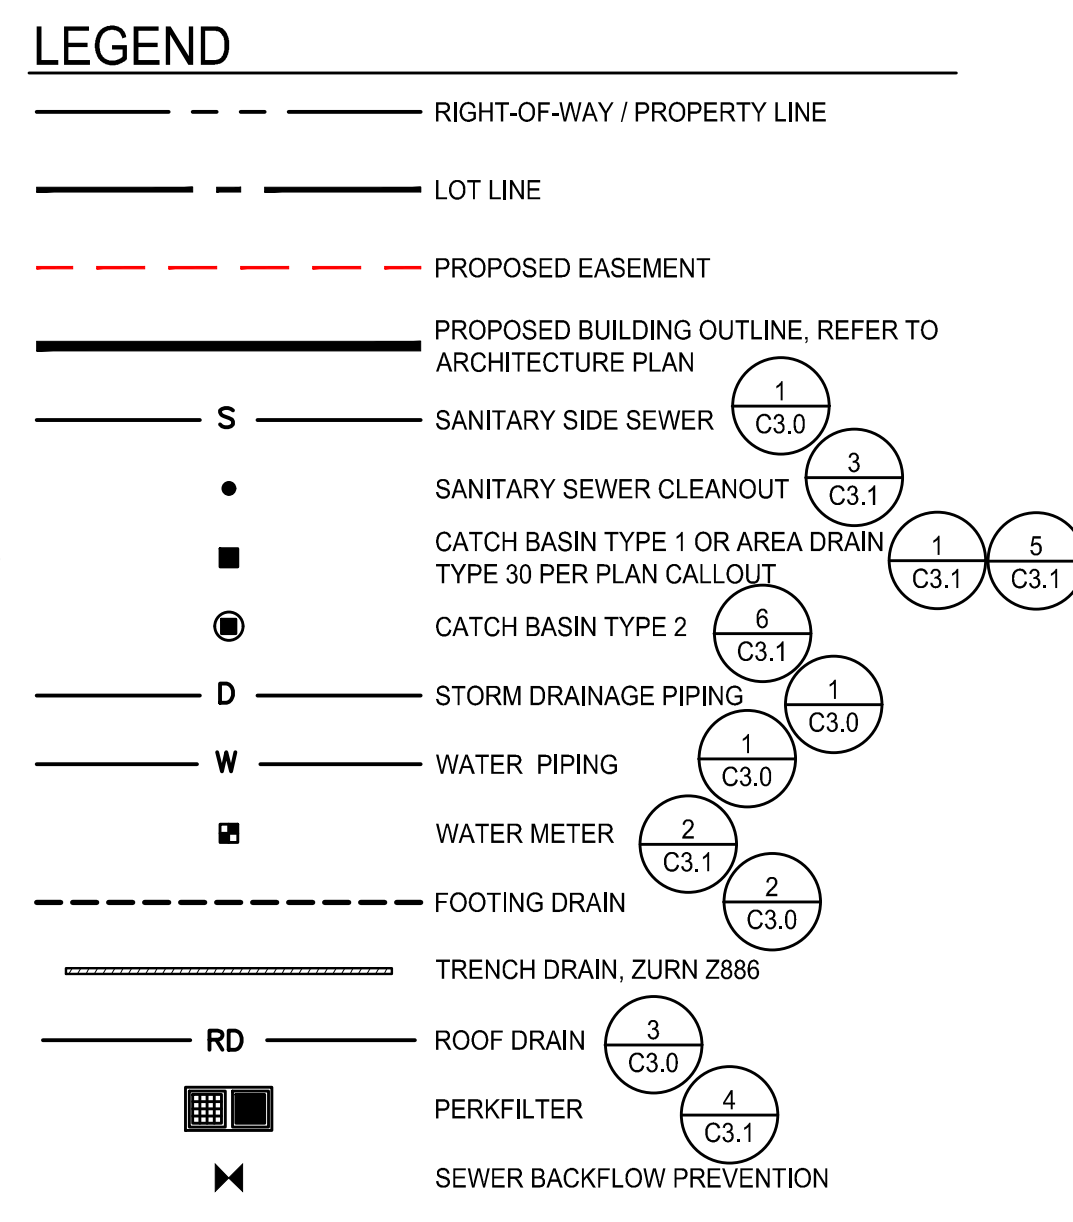 LEGEND
RIGHT-OF-WAY / PROPERTY LINE
LOT LINE
PROPOSED EASEMENT
PROPOSED BUILDING OUTLINE, REFER TO
ARCHITECTURE PLAN
S SANITARY SIDE SEWER 1
C3.0
SANITARY SEWER CLEANOUT 3
C3.1
CATCH BASIN TYPE 1 OR AREA DRAIN 1 5
TYPE 30 PER PLAN CALLOUT C3.1 C3.1
CATCH BASIN TYPE 2 6
C3.1
D STORM DRAINAGE PIPING 1
C3.0
W WATER PIPING 1
C3.0
WATER METER 2
C3.1
FOOTING DRAIN 2
C3.0
TRENCH DRAIN, ZURN Z886
RD ROOF DRAIN 3
C3.0
PERKFILTER 4
C3.1
SEWER BACKFLOW PREVENTION